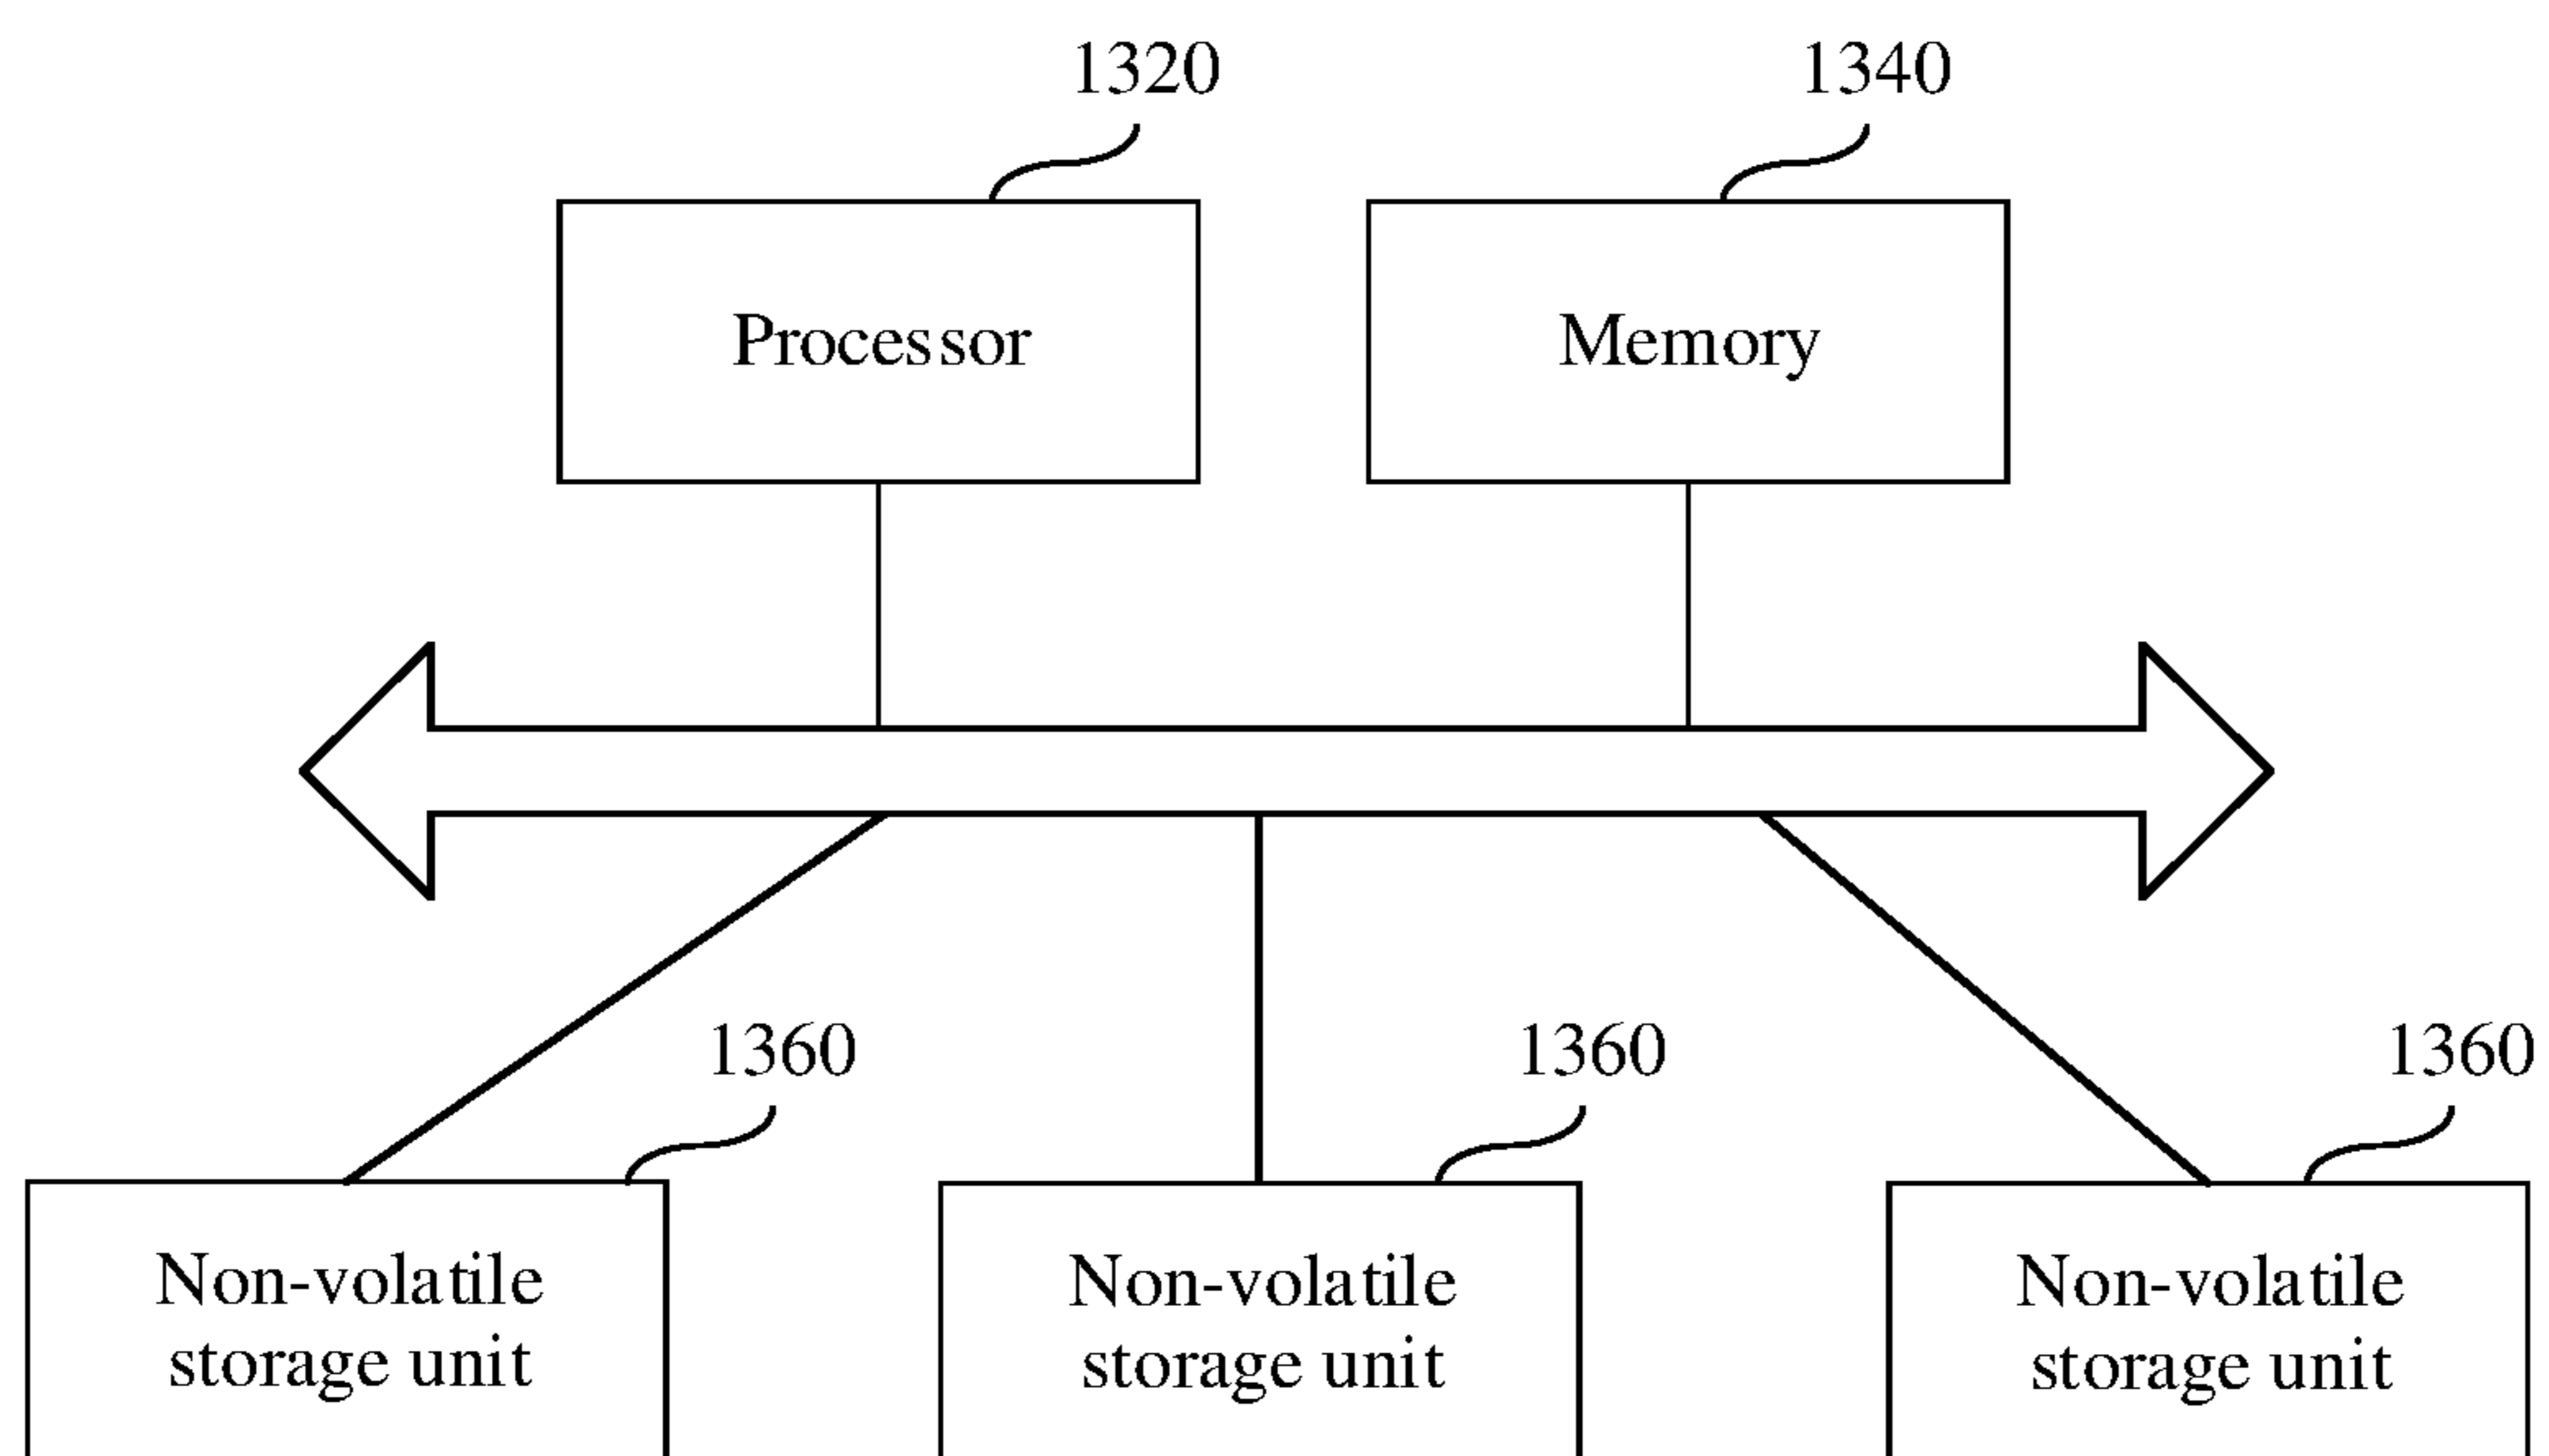 1320
1340
Processor
Memory
1360
1360
1360
Non-volatile
storage unit
Non-volatile
storage unit
Non-volatile
storage unit